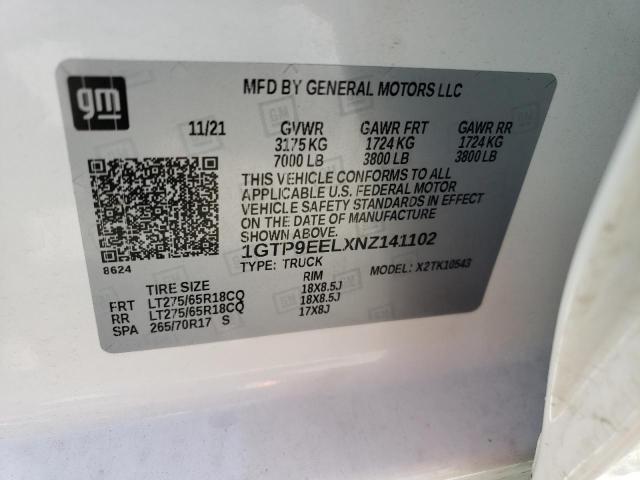 gm
MFD BY GENERAL MOTORS LLC
11/21 GVWR GAWR FRT GAWR RR
3175 KG 1724 KG 1724 KG
7000 LB 3800 LB 3800 LB
THIS VEHICLE CONFORMS TO ALL
APPLICABLE U.S. FEDERAL MOTOR
VEHICLE SAFETY STANDARDS IN EFFECT
ON THE DATE OF MANUFACTURE
SHOWN ABOVE.
1GTP9EELXNZ141102
8624
TYPE: TRUCK MODEL: X2TK10543
TIRE SIZE RIM
FRT LT275/65R18CQ 18X8.5J
RR LT275/65R18CQ 18X8.5J
SPA 265/70R17 S 17X8J